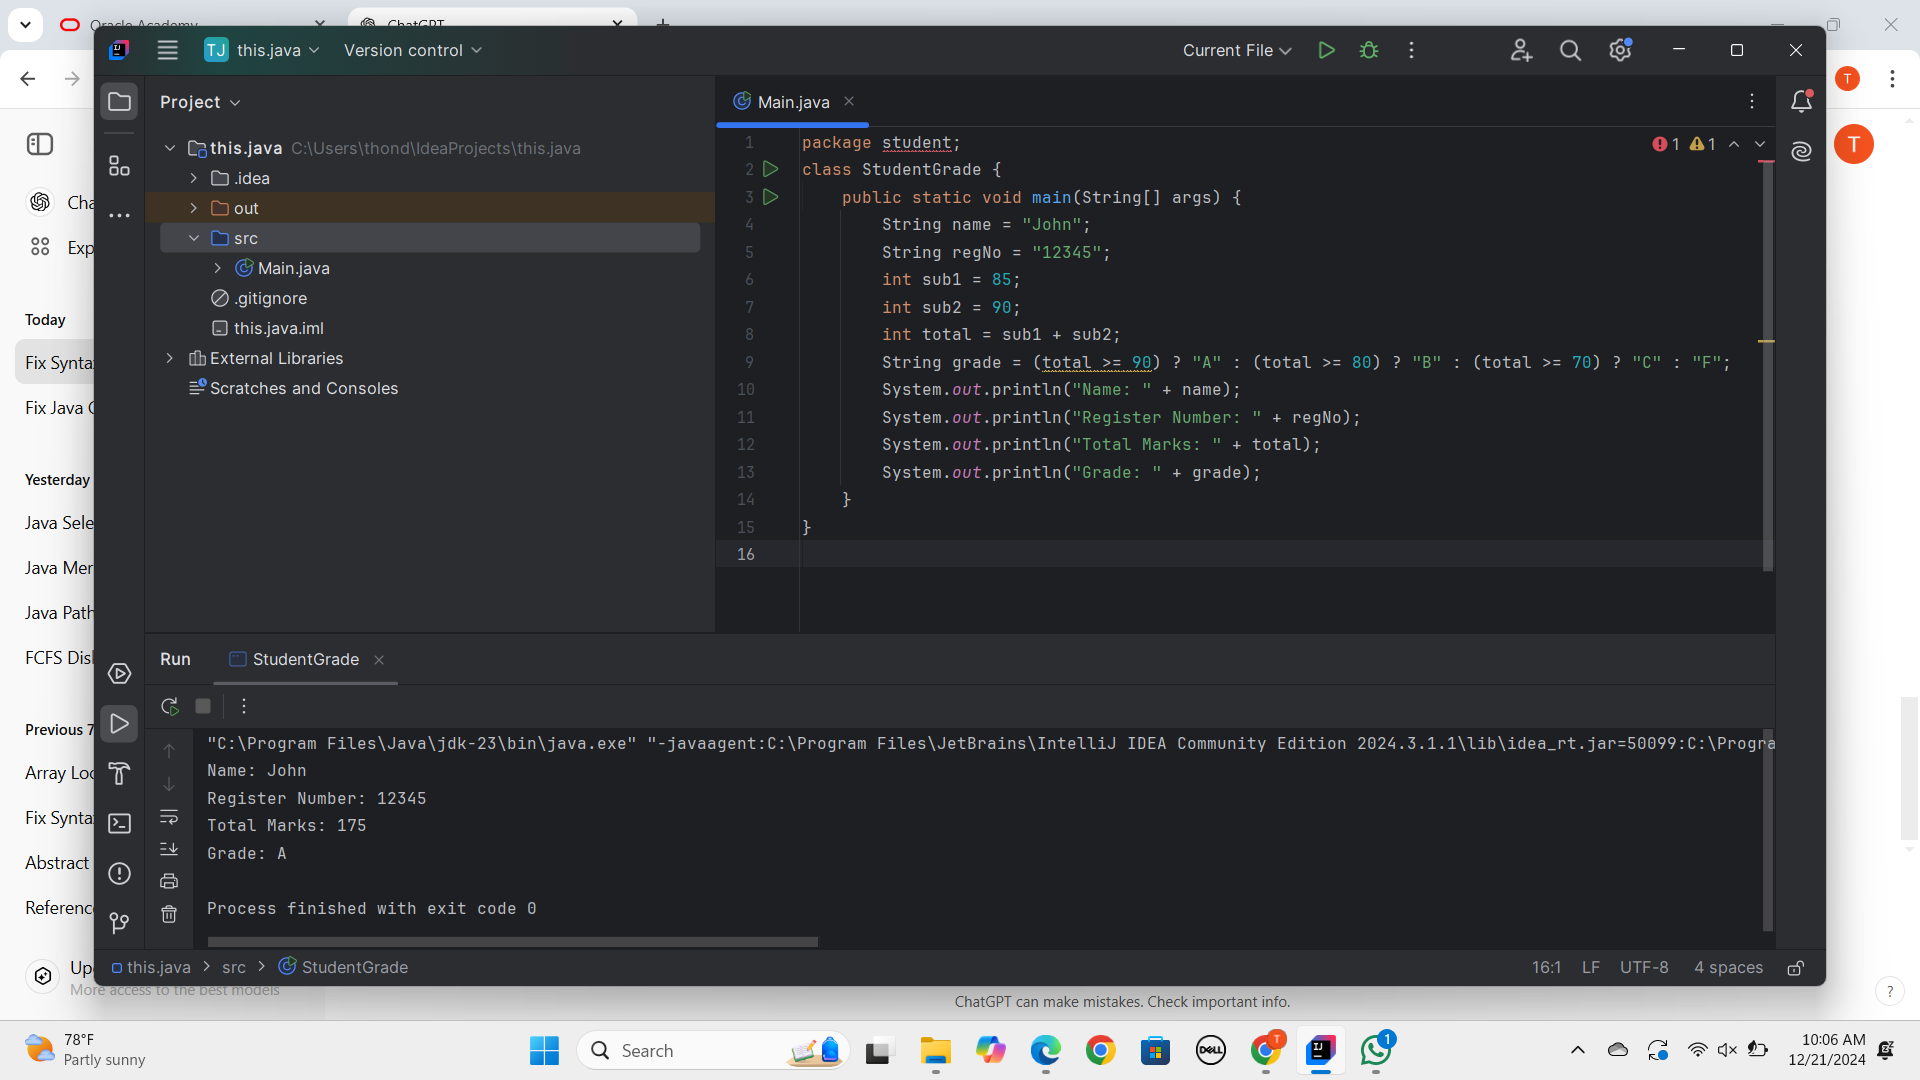 Oracle Academy
ChatGPT
TJ this.java
Version control
Current File
T
T
Project
Main.java
this.java C:\Users\thond\IdeaProjects\this.java
.idea
out
src
Main.java
.gitignore
this.java.iml
External Libraries
Scratches and Consoles
1
1
1 package student;
2 class StudentGrade {
3 public static void main(String[] args) {
4 String name = "John";
5 String regNo = "12345";
6 int sub1 = 85;
7 int sub2 = 90;
8 int total = sub1 + sub2;
9 String grade = (total >= 90) ? "A" : (total >= 80) ? "B" : (total >= 70) ? "C" : "F";
10 System.out.println("Name: " + name);
11 System.out.println("Register Number: " + regNo);
12 System.out.println("Total Marks: " + total);
13 System.out.println("Grade: " + grade);
14 }
15 }
16
Cha
Exp
Today
Fix Synta
Fix Java
Yesterday
Java Sele
Java Mer
Java Path
FCFS Dis
Previous 7
Array Loc
Fix Synta
Abstract
Referenc
Up
More access to the best models
Run
StudentGrade
"C:\Program Files\Java\jdk-23\bin\java.exe" "-javaagent:C:\Program Files\JetBrains\IntelliJ IDEA Community Edition 2024.3.1.1\lib\idea_rt.jar=50099:C:\Progra
Name: John
Register Number: 12345
Total Marks: 175
Grade: A
Process finished with exit code 0
this.java > src > StudentGrade
16:1 LF UTF-8 4 spaces
ChatGPT can make mistakes. Check important info.
?
78°F
Partly sunny
Search
DELL
T
IJ
1
10:06 AM
12/21/2024